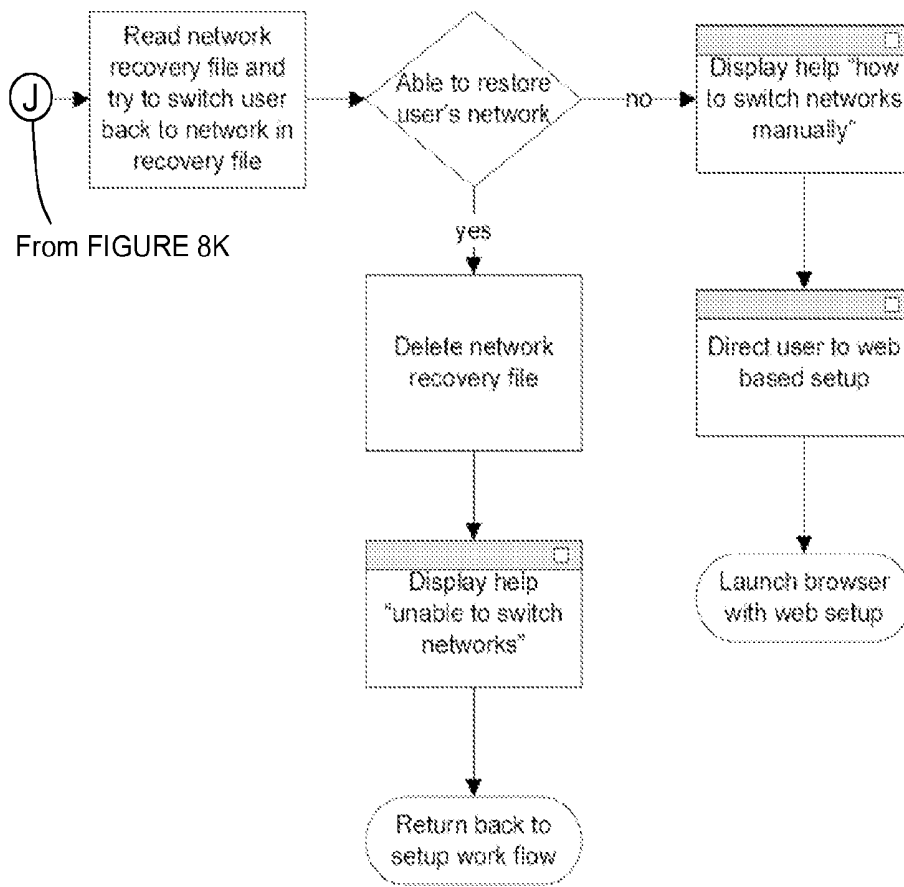 J
Read network
recovery file and
try to switch user
back to network in
recovery file
From FIGURE 8K
Able to restore
user's network
no
Display help "how
to switch networks
manually"
Direct user to web
based setup
Launch browser
with web setup
yes
Delete network
recovery file
Display help
"unable to switch
networks"
Return back to
setup work flow